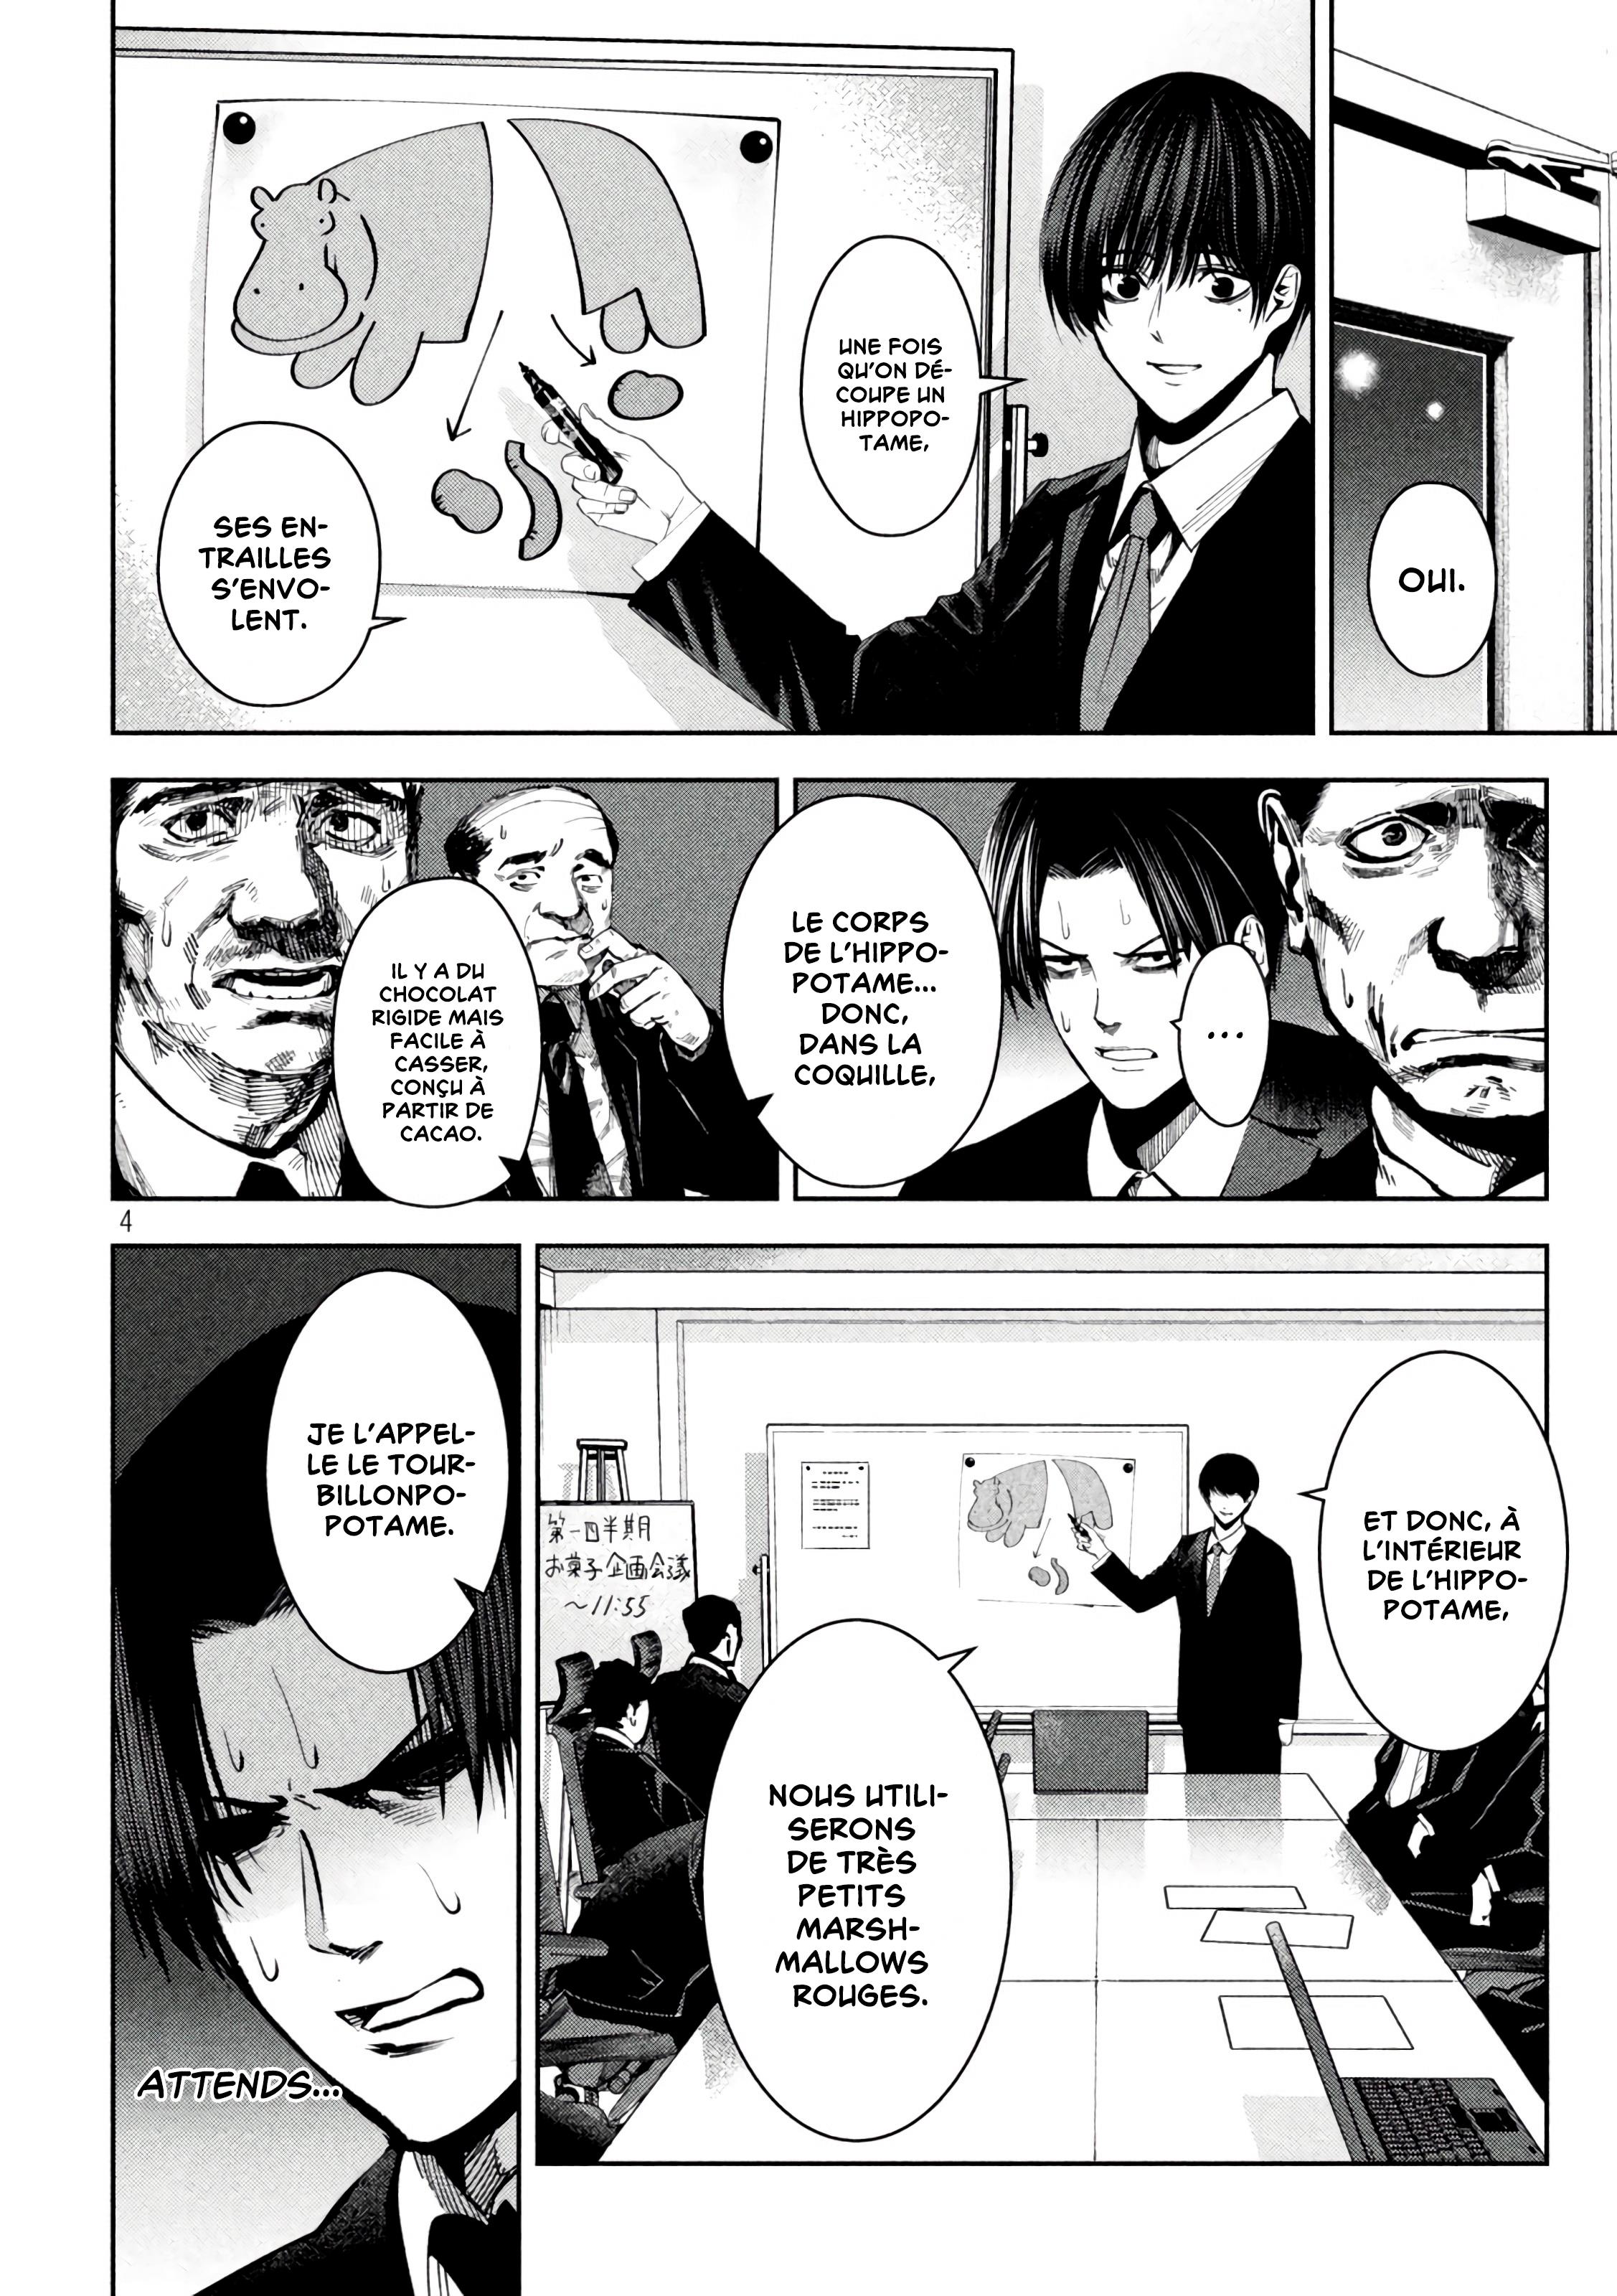 OUI.
UNE FOIS
QU'ON DÉ-
COUPE UN
HIPPOPO-
TAME,
SES EN-
TRAILLES
S'ENVO-
LENT.
...
LE CORPS
DE L'HIPPO-
POTAME...
DONC,
DANS LA
COQUILLE,
IL Y A DU
CHOCOLAT
RIGIDE MAIS
FACILE À
CASSER,
CONÇU À
PARTIR DE
CACAO.
4
ET DONC, À
L'INTÉRIEUR
DE L'HIPPO-
POTAME,
第一四半期
お菓子企画会議
～11:55
NOUS UTILI-
SERONS
DE TRÈS
PETITS
MARSH-
MALLOWS
ROUGES.
JE L'APPEL-
LE LE TOUR-
BILLONPO-
POTAME.
ATTENDS...